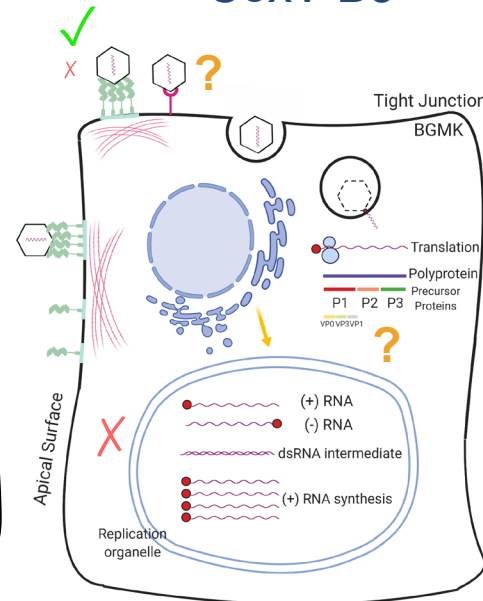 ?
Tight Junction
BGMK
Translation
Polyprotein
P1 P2 P3
Precursor
Proteins
VP0 VP3 VP1
?
(+) RNA
(-) RNA
dsRNA intermediate
(+) RNA synthesis
Replication
organelle
Apical Surface